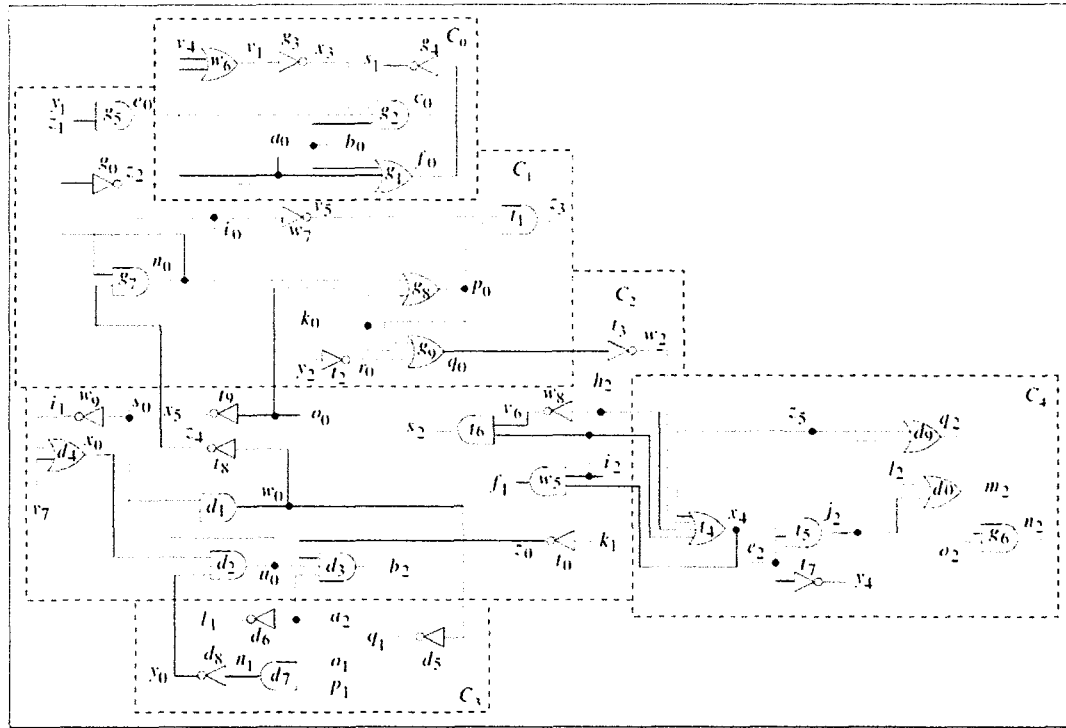 C₀
v₄ w₆ v₁ g₃ x₃ s₁ g₄
g₅ e₀ g₂ c₀
a₀ b₀
g₀ z₂ g₁ f₀ C₁
i₀ w₇ v₅ t₁ z₃
n₀ g₇ g₈ p₀ C₂
k₀ t₃ w₂
y₂ t₂ r₀ g₉ q₀
h₂ C₄
i₁ w₉ s₀ x₅ t₉ o₀ s₂ t₆ v₆ w₈ z₅ d₉ q₂
d₄ x₀ z₄ t₈ i₂ l₂
v₇ d₁ w₀ f₁ w₅ d₀ m₂
t₄ x₄ t₅ j₂ n₂
z₀ t₀ k₁ e₂ g₆ o₂
d₂ u₀ d₃ b₂ t₇ y₄
l₁ d₆ a₂ q₁ d₅
y₀ d₈ n₁ d₇ o₁
p₁ C₃